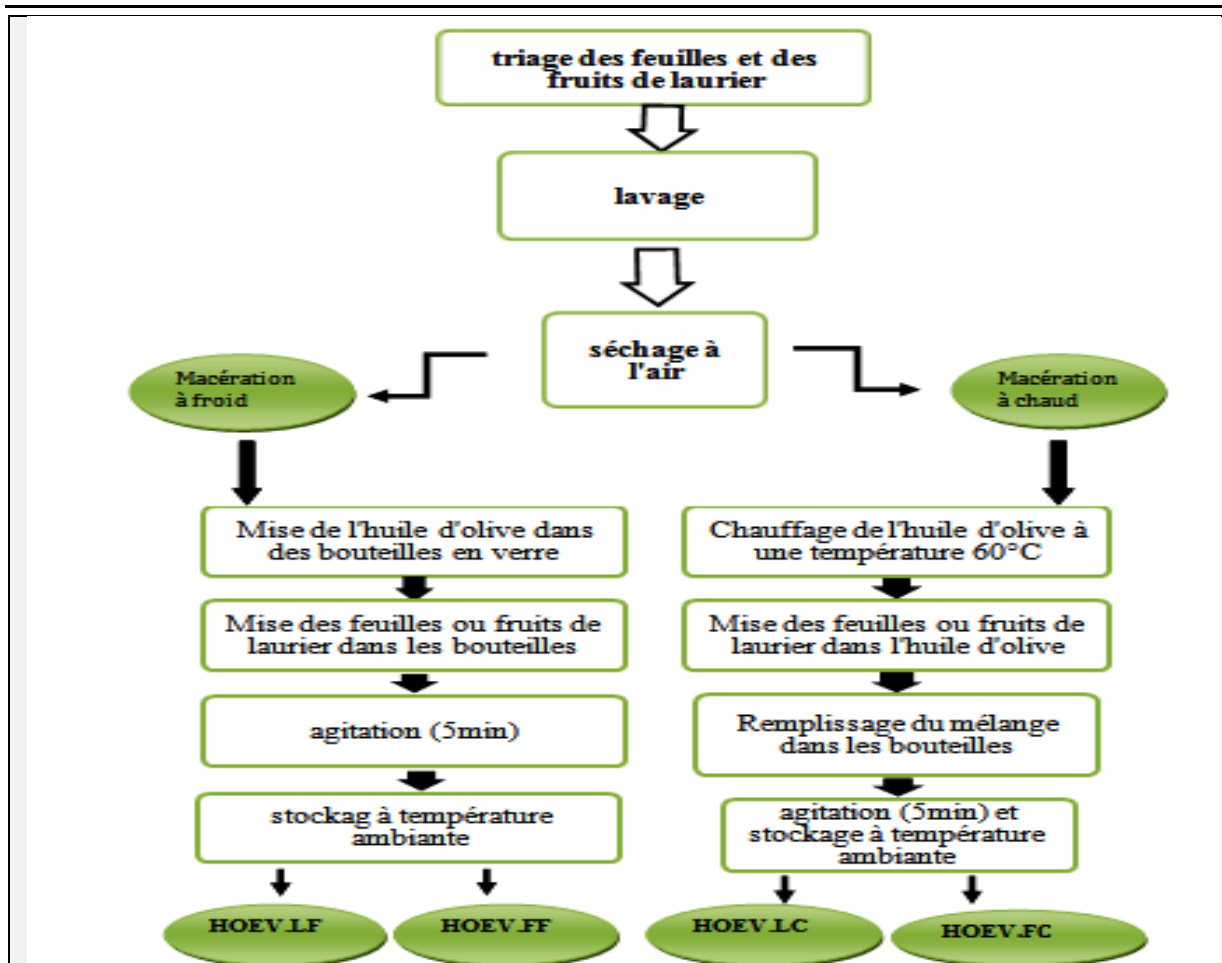 triage des feuilles et des
fruits de laurier
lavage
séchage à
l'air
Macération
à froid
Macération
à chaud
Mise de l'huile d'olive dans
des bouteilles en verre
Mise des feuilles ou fruits de
laurier dans les bouteilles
agitation (5min)
stockag à température
ambiante
HOEV.LF
HOEV.FF
Chauffage de l'huile d'olive à
une température 60°C
Mise des feuilles ou fruits de
laurier dans l'huile d'olive
Remplissage du mélange
dans les bouteilles
agitation (5min) et
stockage à température
ambiante
HOEV.LC
HOEV.FC